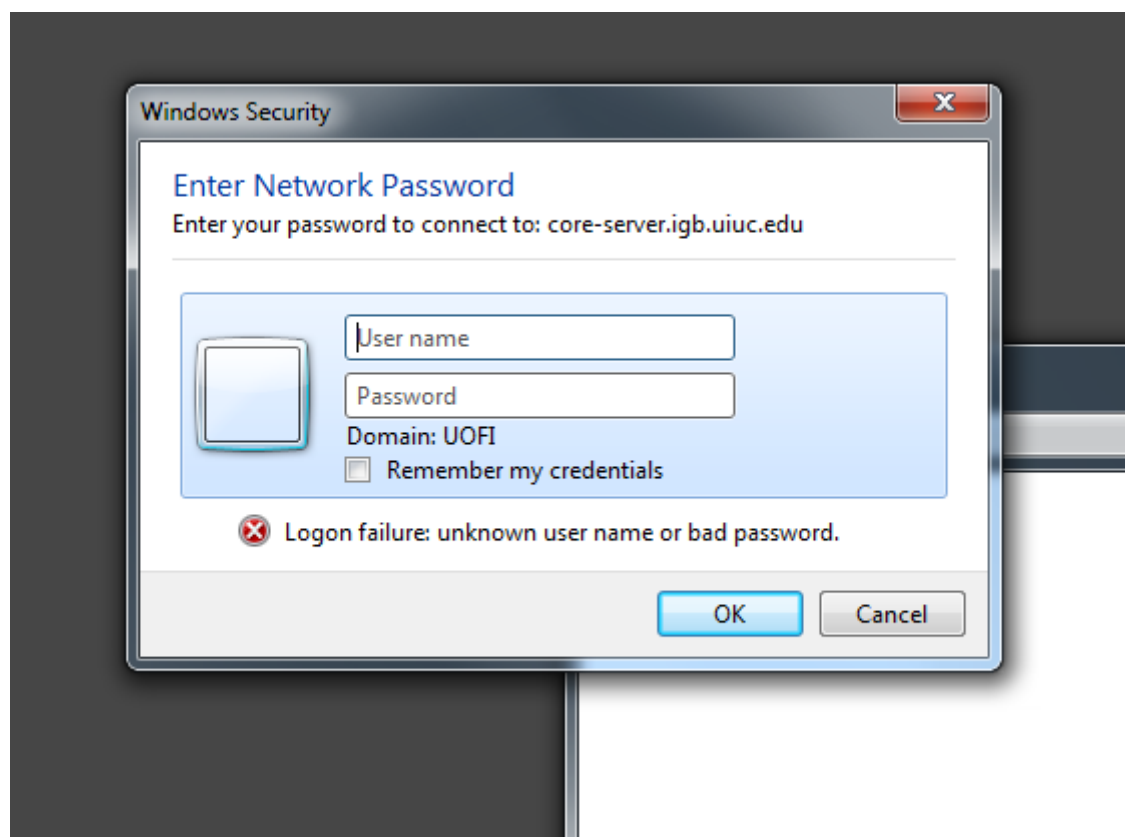 Windows Security
Enter Network Password
Enter your password to connect to: core-server.igb.uiuc.edu
User name
Password
Domain: UOFI
Remember my credentials
Logon failure: unknown user name or bad password.
OK Cancel